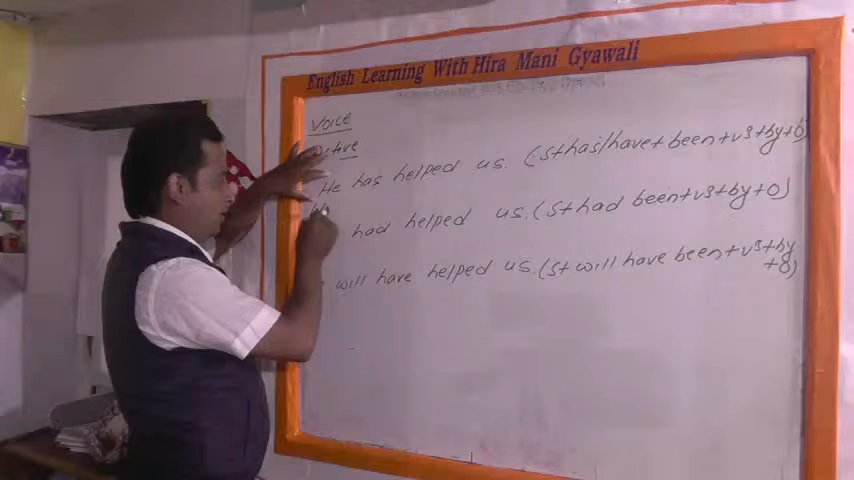 English Learning With Hira Mani Gyawali
Voice
He has helped us. (S+has/have+been+v3+by+o)
had helped us. (S+had been+v3+by+o)
will have helped us. (S+will have been+v3+by
+o)